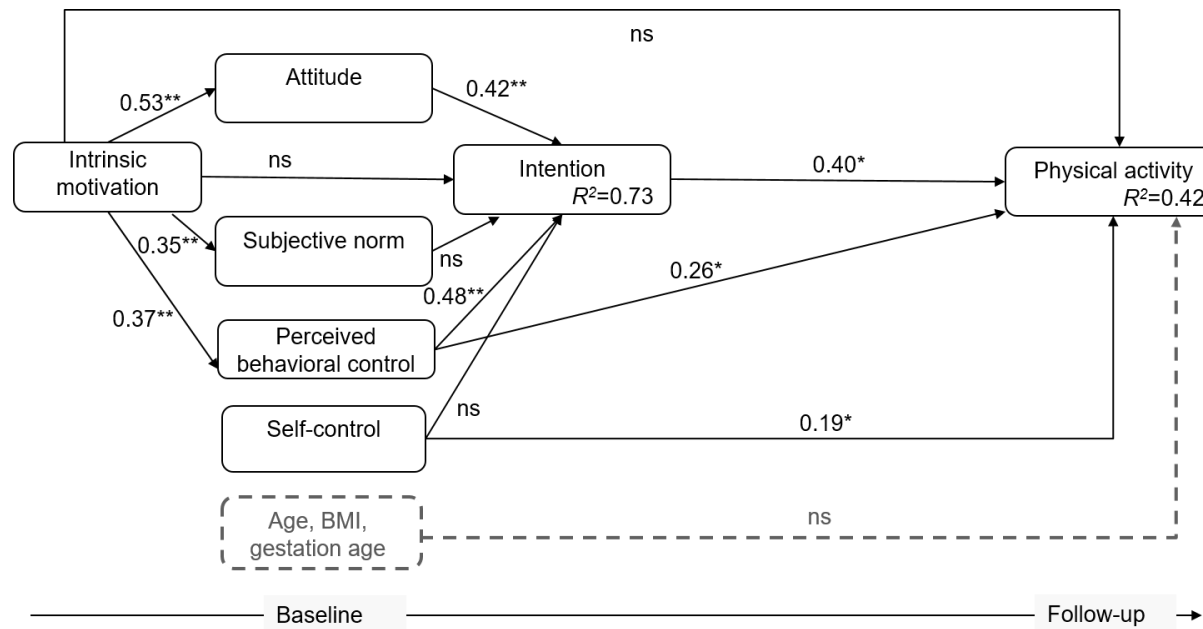 ns
Attitude
0.53**
0.42**
Intrinsic
motivation
ns
Intention
R²=0.73
0.40*
Physical activity
R²=0.42
0.35**
Subjective norm
ns
0.37**
0.48**
0.26*
Perceived
behavioral control
ns
Self-control
0.19*
Age, BMI,
gestation age
ns
Baseline
Follow-up